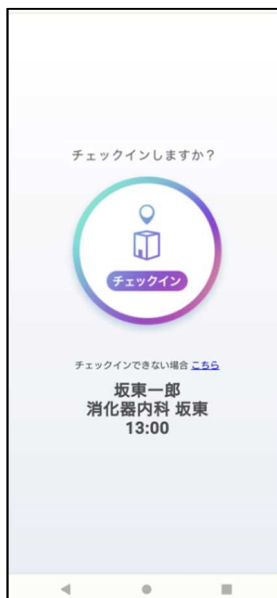 チェックインしますか？
チェックイン
チェックインできない場合 こちら
坂東一郎
消化器内科 坂東
13:00